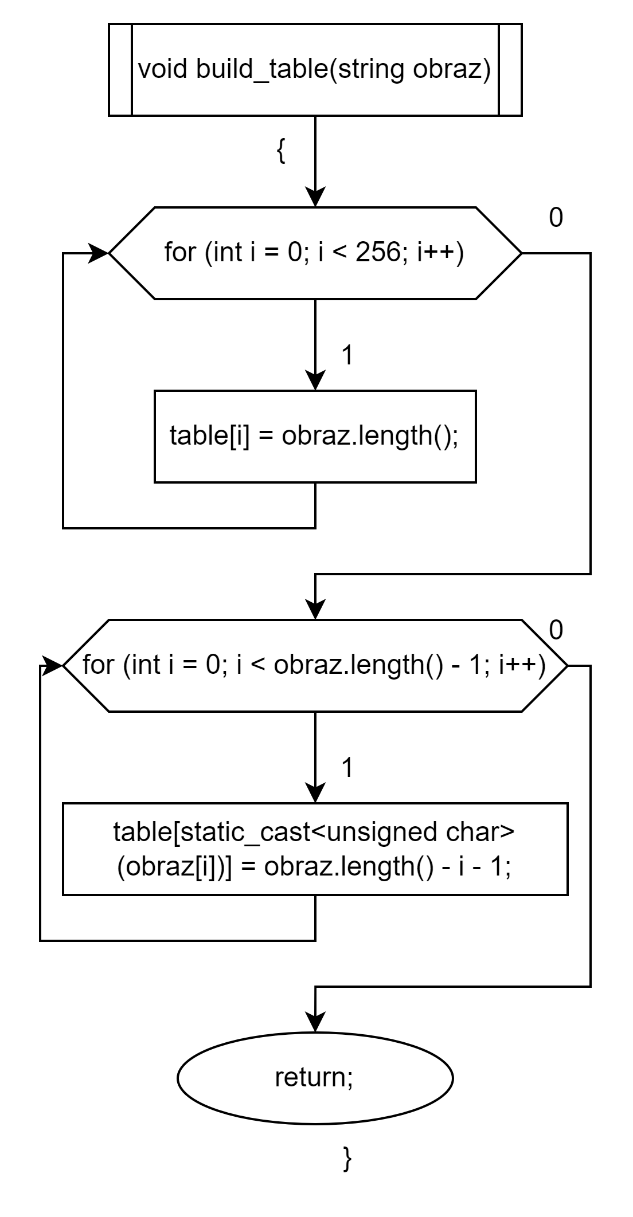 void build_table(string obraz)
{
0
for (int i = 0; i < 256; i++)
1
table[i] = obraz.length();
0
for (int i = 0; i < obraz.length() - 1; i++)
1
table[static_cast<unsigned char>
(obraz[i])] = obraz.length() - i - 1;
return;
}